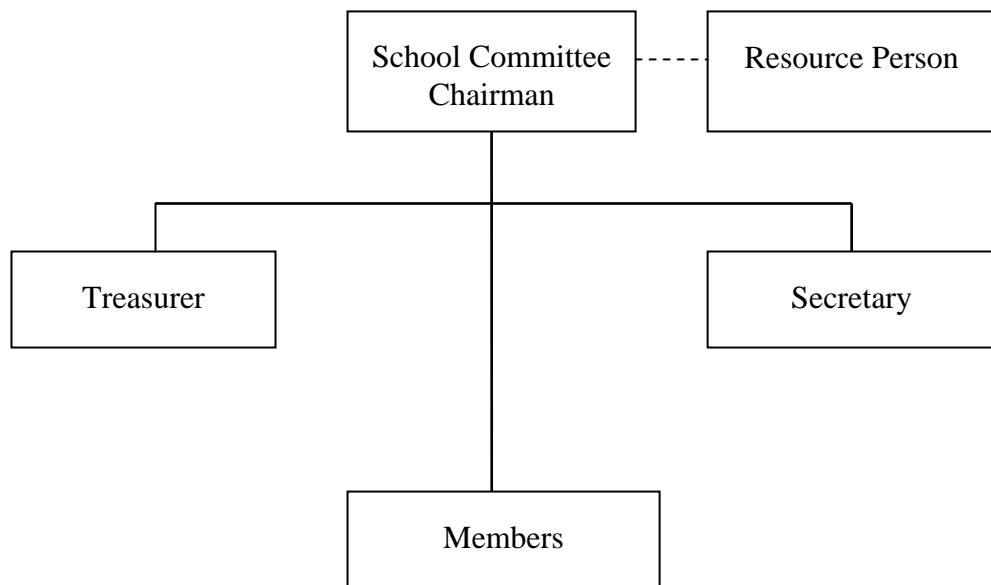 School Committee
Chairman
Resource Person
Treasurer
Secretary
Members